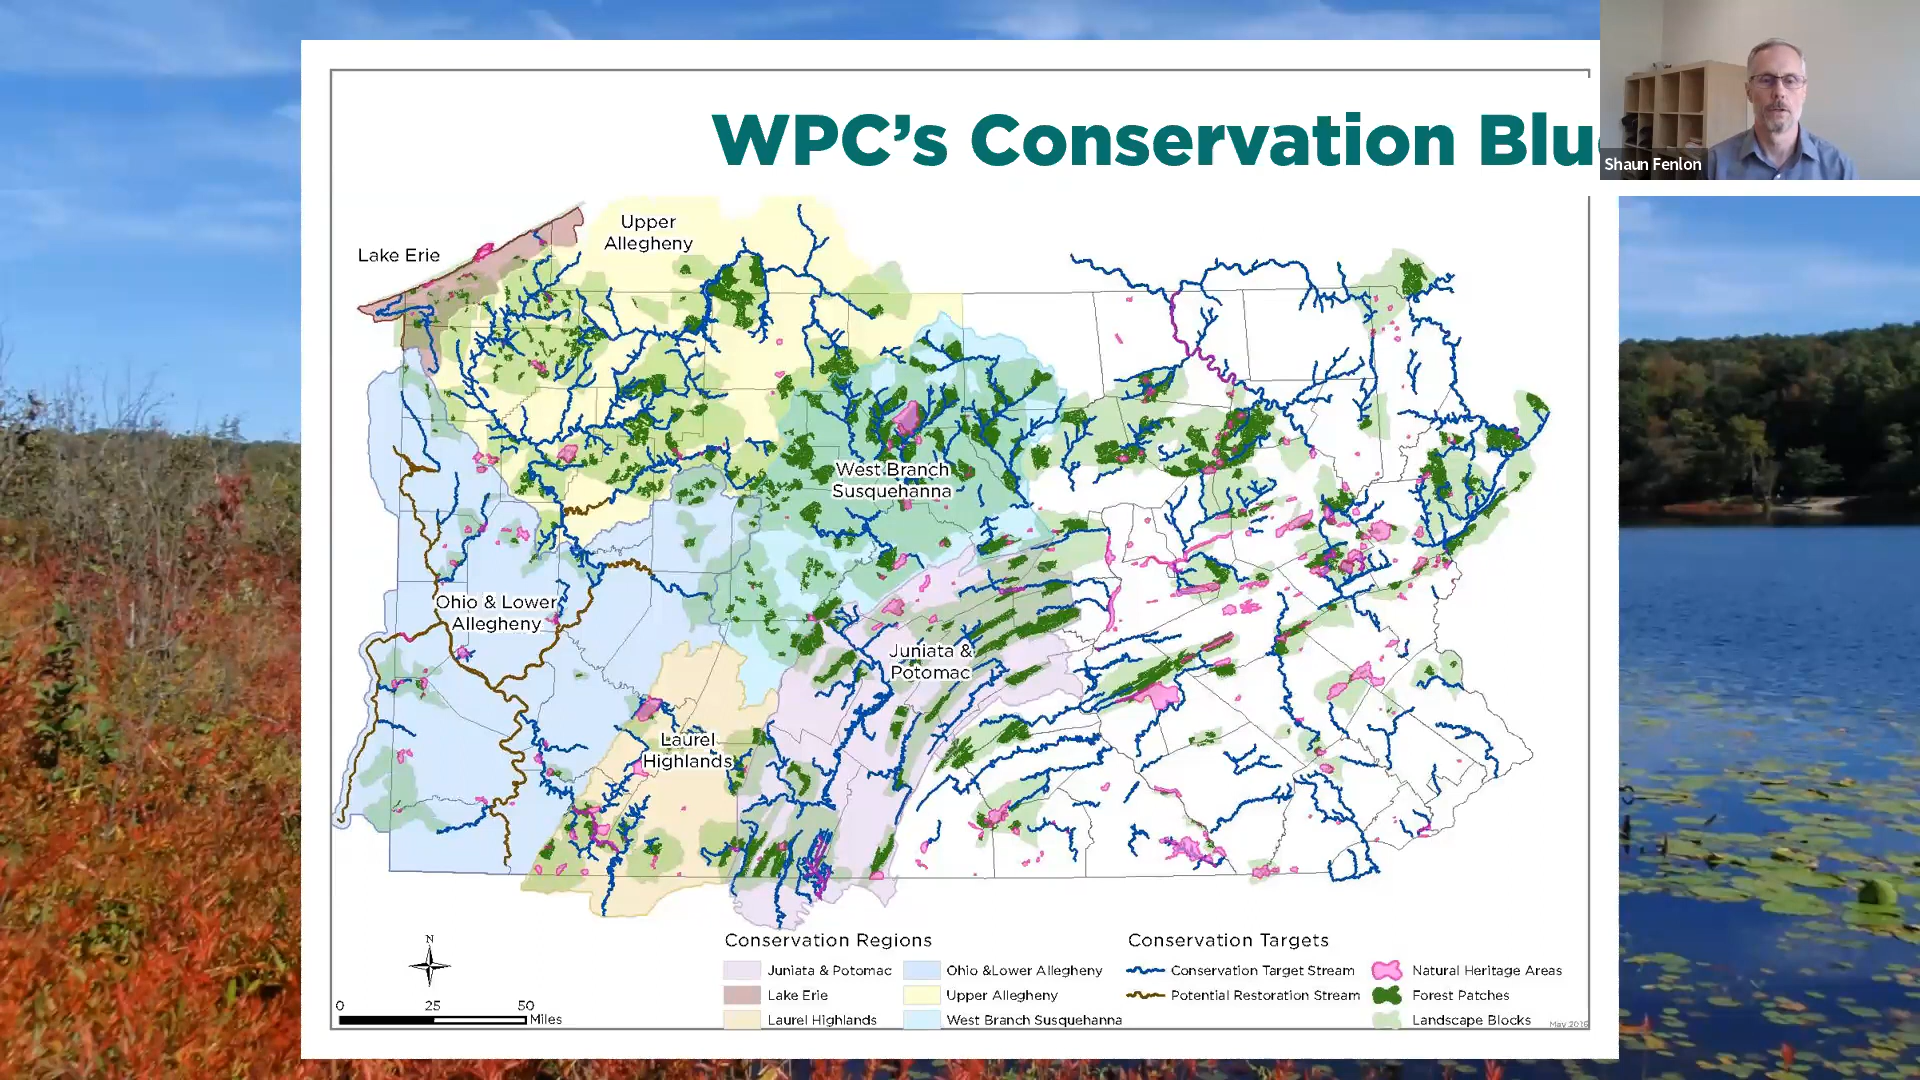 WPC's Conservation Blu
Shaun Fenlon
Upper
Allegheny
Lake Erie
West Branch
Susquehanna
Ohio & Lower
Allegheny
Juniata &
Potomac
Laurel
Highlands
N
0 25 50
Miles
Conservation Regions
Juniata & Potomac
Lake Erie
Laurel Highlands
Ohio &Lower Allegheny
Upper Allegheny
West Branch Susquehanna
Conservation Targets
Conservation Target Stream
Potential Restoration Stream
Natural Heritage Areas
Forest Patches
Landscape Blocks
May 2019